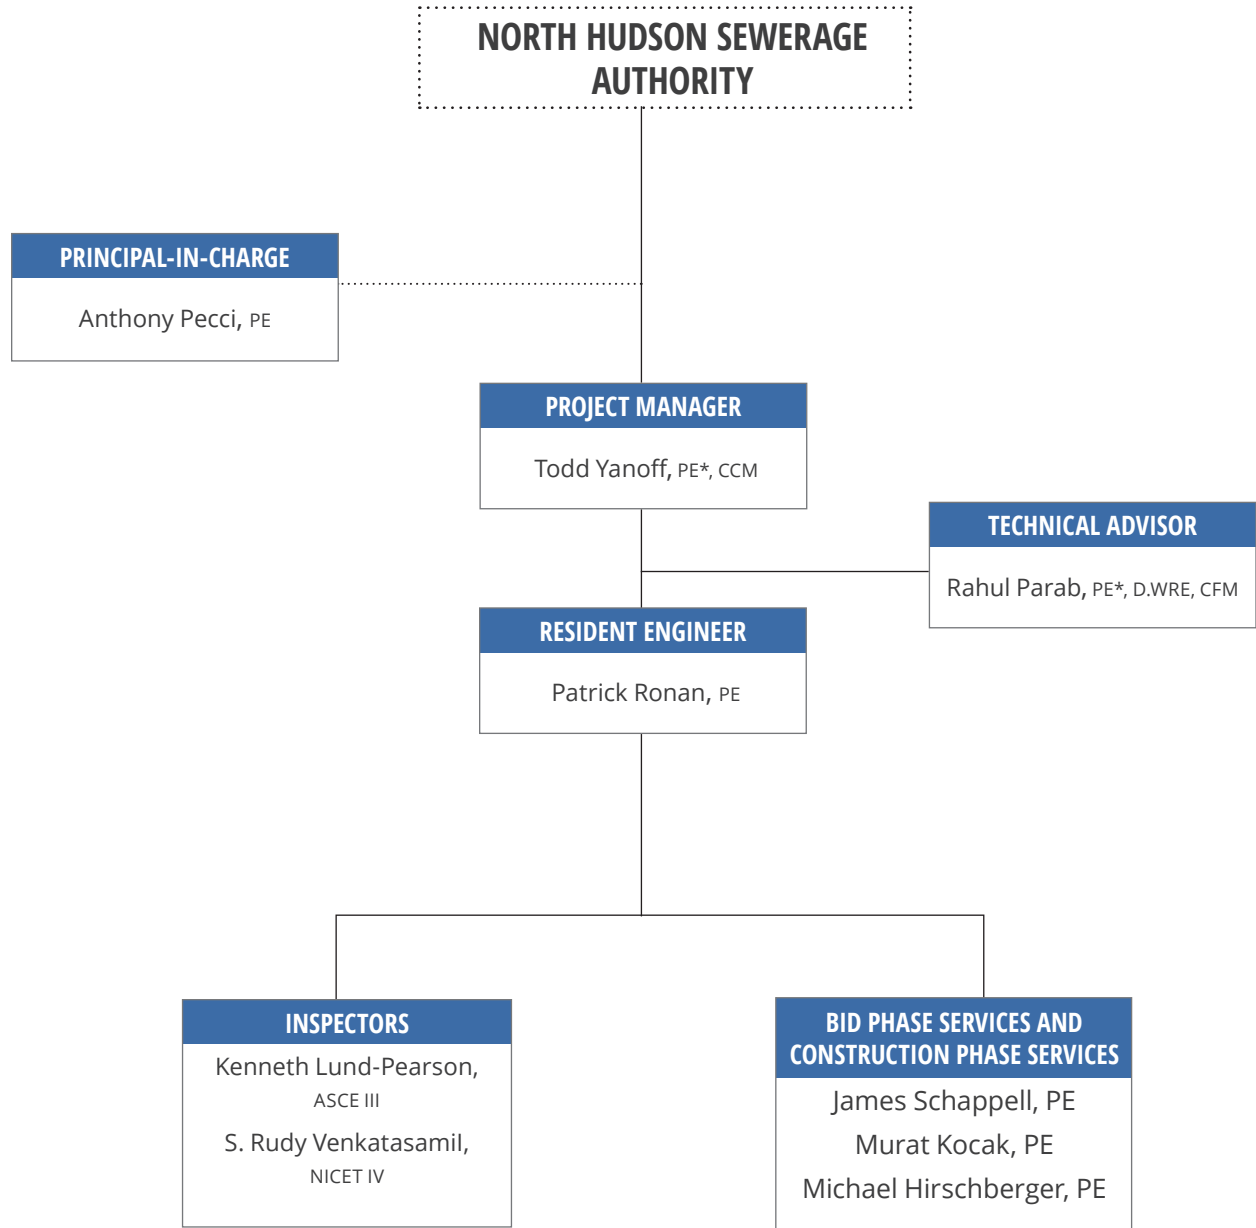 NORTH HUDSON SEWERAGE
AUTHORITY
PRINCIPAL-IN-CHARGE
Anthony Pecci, PE
PROJECT MANAGER
Todd Yanoff, PE*, CCM
TECHNICAL ADVISOR
Rahul Parab, PE*, D.WRE, CFM
RESIDENT ENGINEER
Patrick Ronan, PE
INSPECTORS
Kenneth Lund-Pearson,
ASCE III
S. Rudy Venkatasamil,
NICET IV
BID PHASE SERVICES AND
CONSTRUCTION PHASE SERVICES
James Schappell, PE
Murat Kocak, PE
Michael Hirschberger, PE